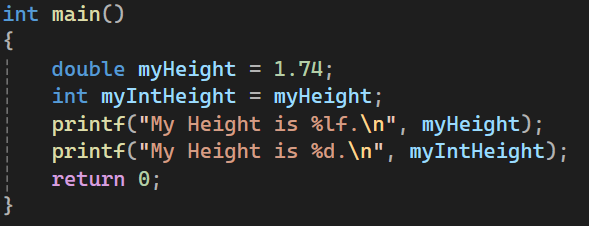 int main()
{
    double myHeight = 1.74;
    int myIntHeight = myHeight;
    printf("My Height is %lf.\n", myHeight);
    printf("My Height is %d.\n", myIntHeight);
    return 0;
}